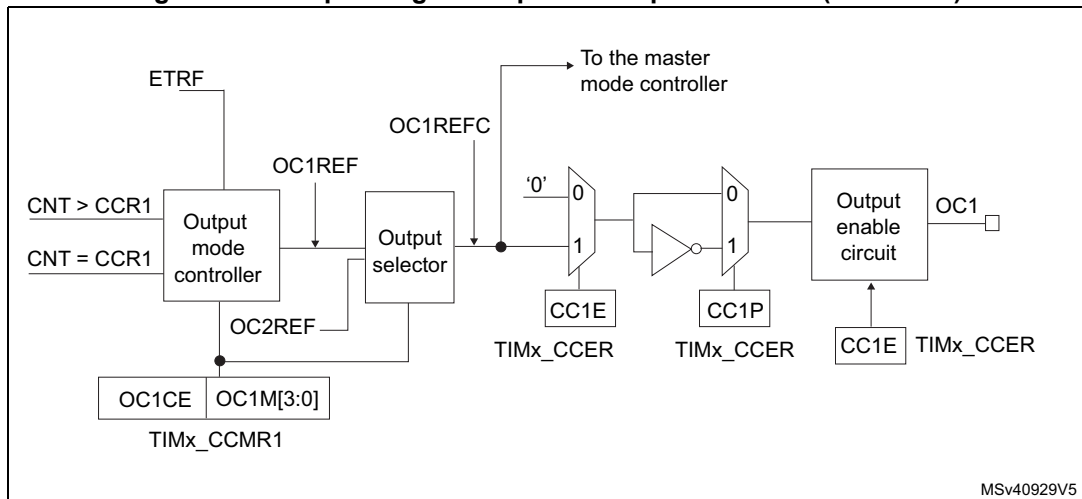 To the master
mode controller
ETRF
OC1REFC
OC1REF
'0'
0
0
CNT > CCR1
Output
mode
controller
Output
selector
Output
enable
circuit
OC1
CNT = CCR1
1
1
OC2REF
CC1E
CC1P
CC1E
TIMx_CCER
TIMx_CCER
TIMx_CCER
OC1CE
OC1M[3:0]
TIMx_CCMR1
MSv40929V5